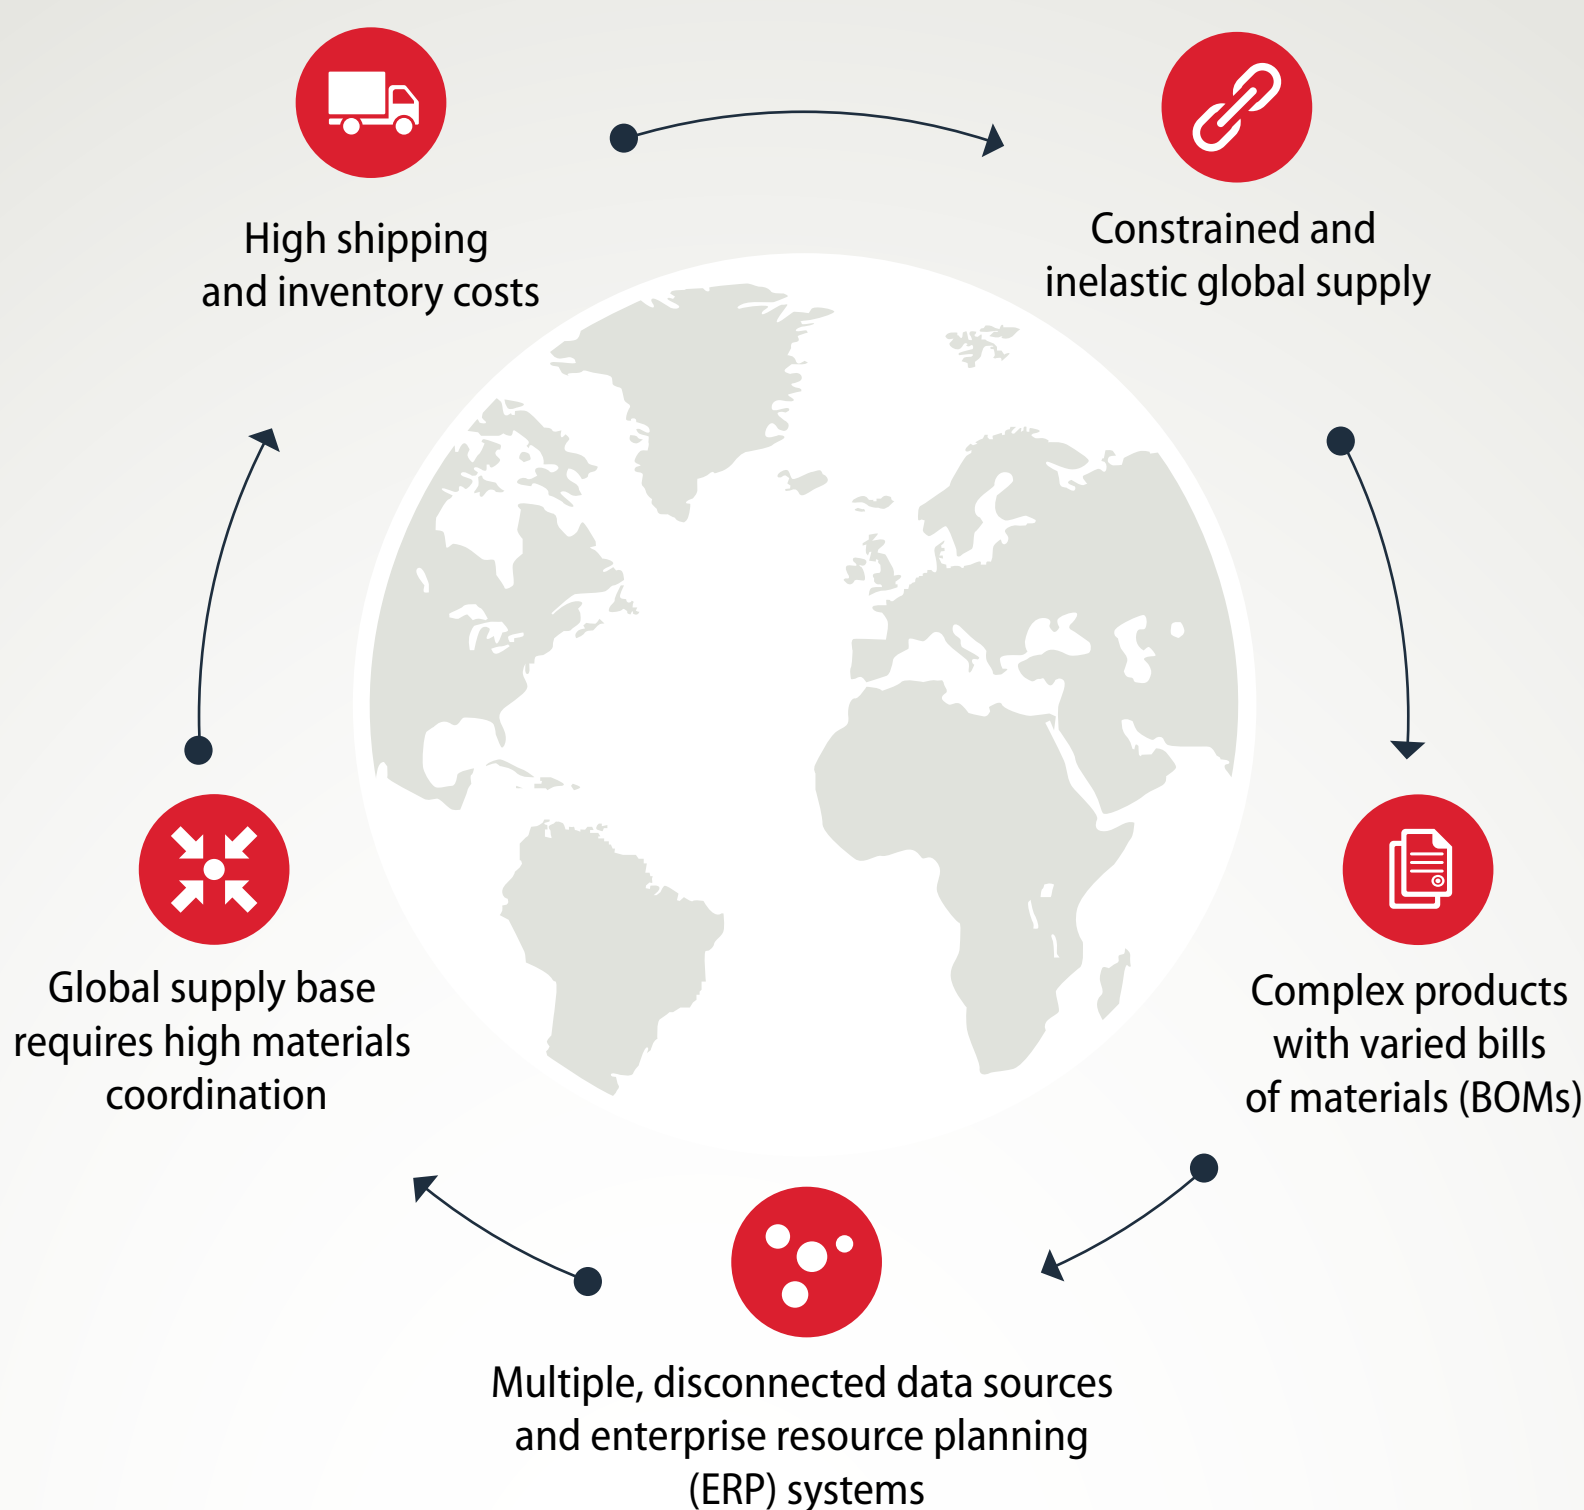 High shipping
and inventory costs
Constrained and
inelastic global supply
Global supply base
requires high materials
coordination
Complex products
with varied bills
of materials (BOMs)
Multiple, disconnected data sources
and enterprise resource planning
(ERP) systems